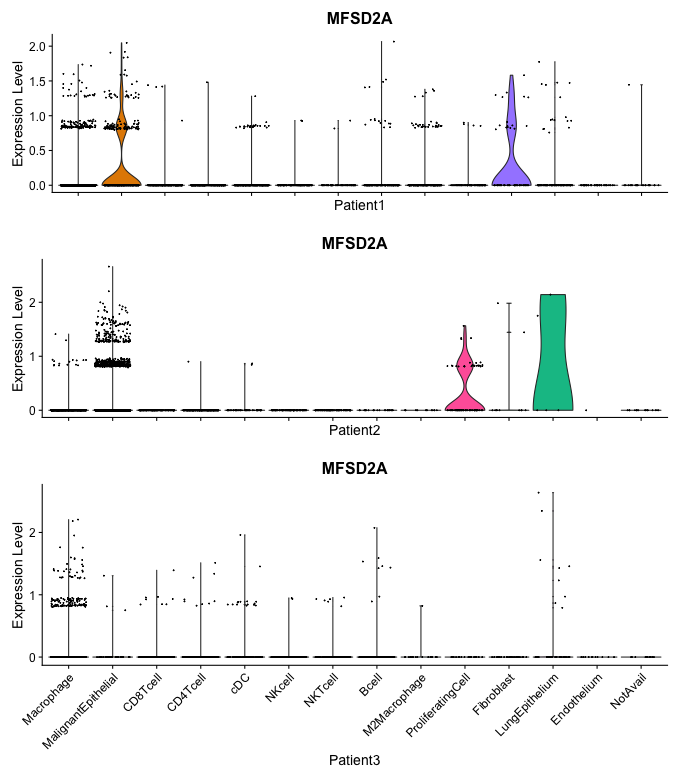 MFSD2A
Expression Level
2.0
1.5
1.0
0.5
0.0
Patient1
MFSD2A
Expression Level
2
1
0
Patient2
MFSD2A
Expression Level
2
1
0
Macrophage
MalignantEpithelial
CD8Tcell
CD4Tcell
cDC
NKcell
NKTcell
Bcell
M2Macrophage
ProliferatingCell
Fibroblast
LungEpithelium
Endothelium
NotAvail
Patient3